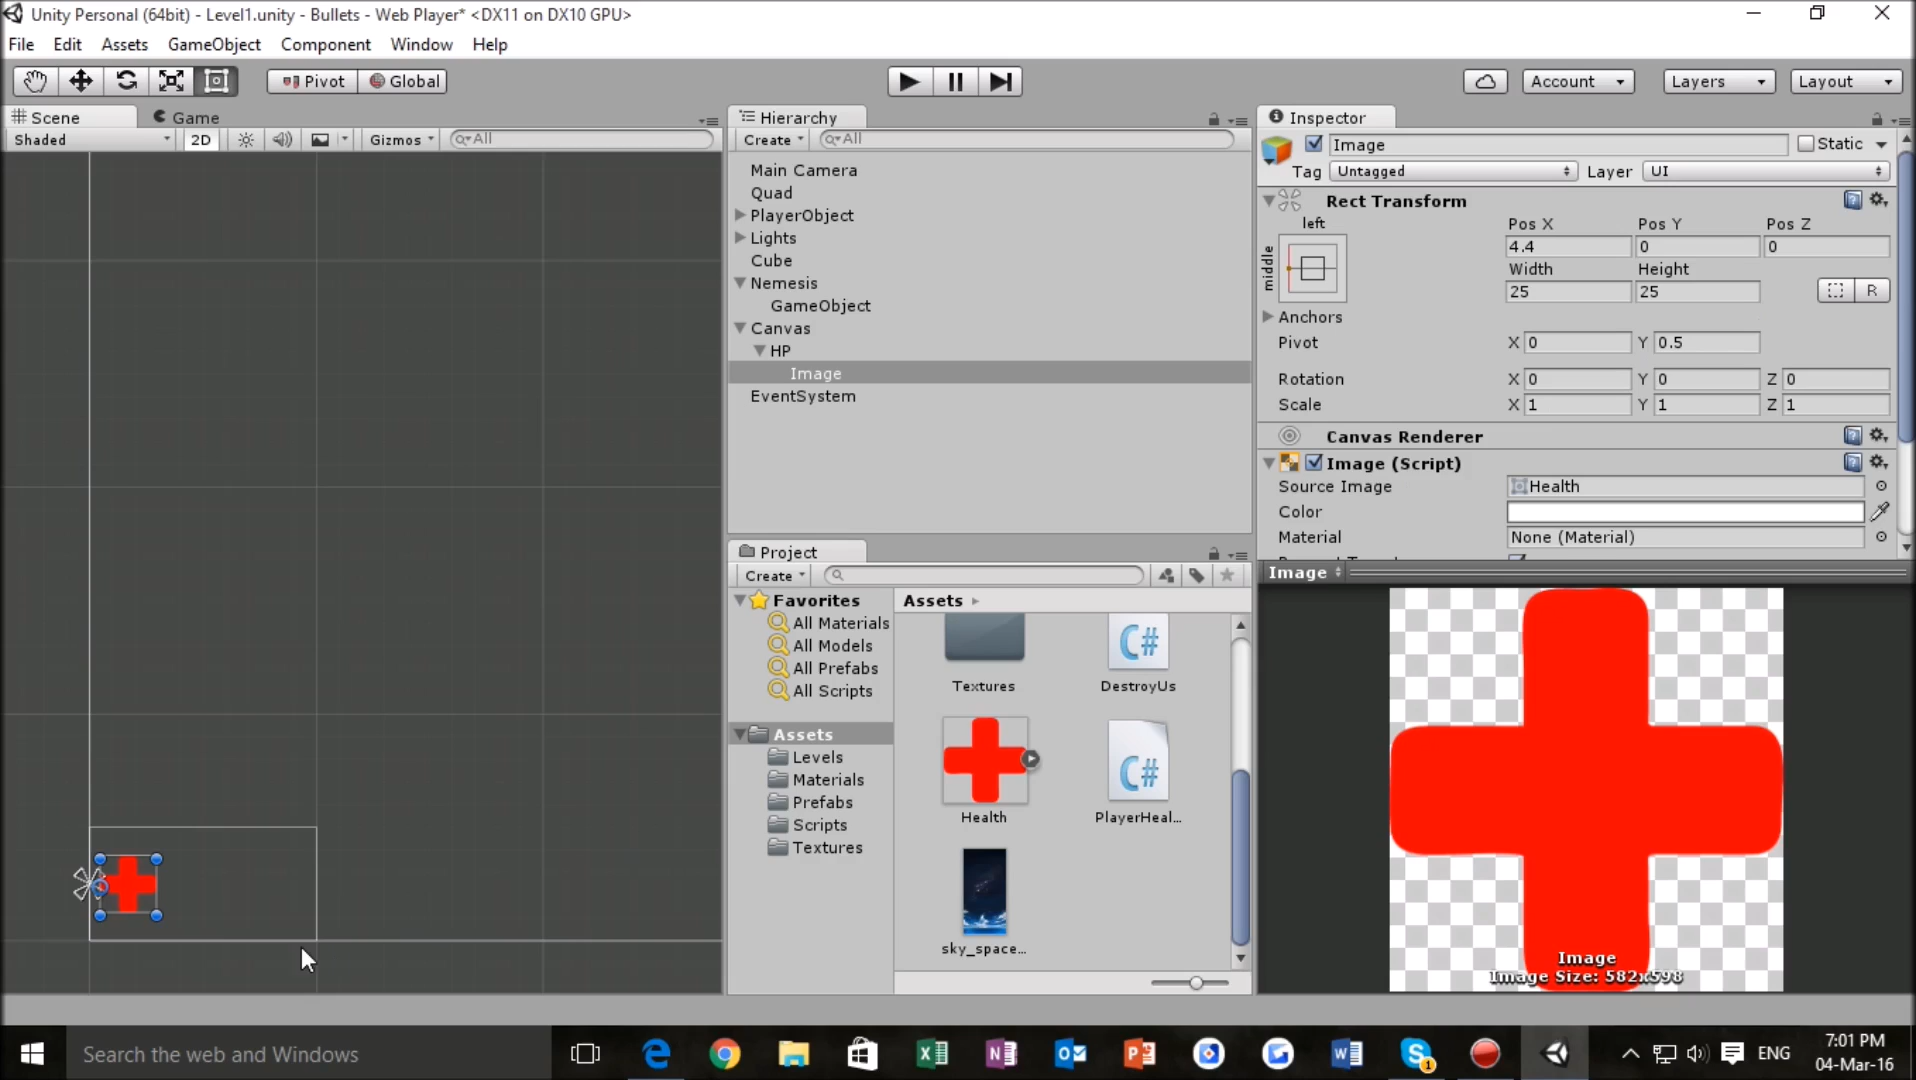 Unity Personal (64bit) - Level1.unity - Bullets - Web Player* <DX11 on DX10 GPU>
File Edit Assets GameObject Component Window Help
Pivot Global Account Layers Layout
Scene Game
Shaded 2D Gizmos All
Hierarchy
Create All
Main Camera
Quad
PlayerObject
Lights
Cube
Nemesis
GameObject
Canvas
HP
Image
EventSystem
Project
Create
Favorites
All Materials
All Models
All Prefabs
All Scripts
Assets
Levels
Materials
Prefabs
Scripts
Textures
Assets
Textures DestroyUs
Health PlayerHeal...
sky_space...
Inspector
Image Static
Tag Untagged Layer UI
Rect Transform
left
middle
Pos X Pos Y Pos Z
4.4 0 0
Width Height
25 25 R
Anchors
Pivot X 0 Y 0.5
Rotation X 0 Y 0 Z 0
Scale X 1 Y 1 Z 1
Canvas Renderer
Image (Script)
Source Image Health
Color
Material None (Material)
Image
Image
Image Size: 582x598
Search the web and Windows
ENG
7:01 PM
04-Mar-16